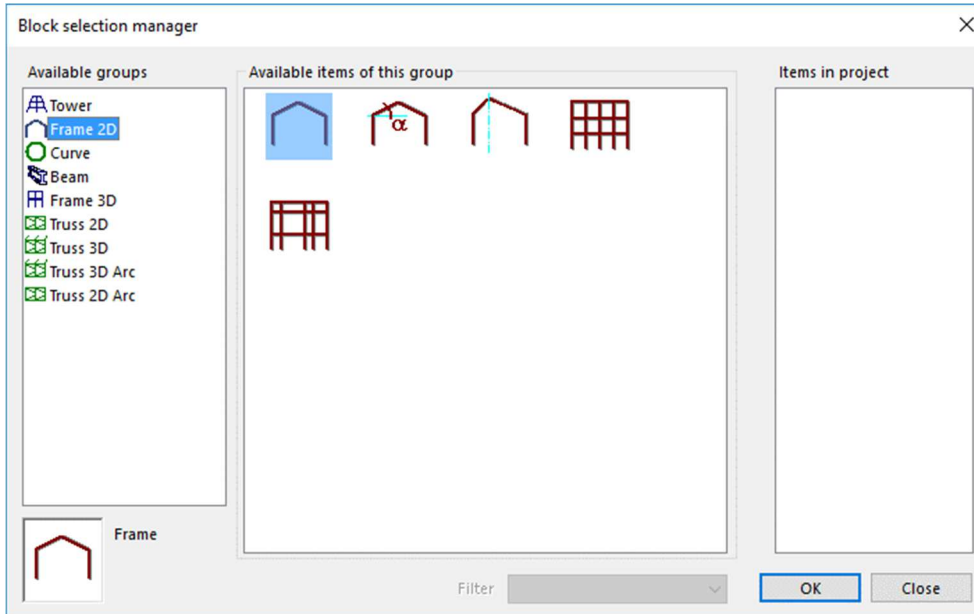 Block selection manager
Available groups
Tower
Frame 2D
Curve
Beam
Frame 3D
Truss 2D
Truss 3D
Truss 3D Arc
Truss 2D Arc
Frame
Available items of this group
α
Filter
Items in project
OK
Close